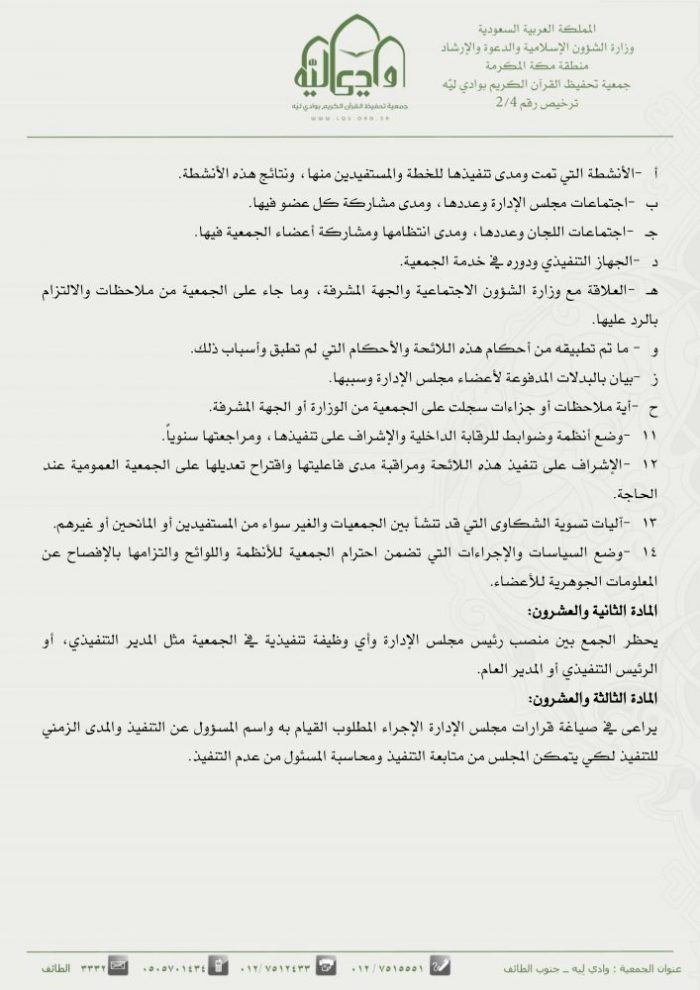 المملكة العربية السعودية
وزارة الشؤون الإسلامية والدعوة والإرشاد
منطقة مكة المكرمة
جمعية تحفيظ القرآن الكريم بوادي ليّه
ترخيص رقم 2/4
وادي ليّه
جمعية تحفيظ القرآن الكريم بوادي ليّه
أ -الأنشطة التي تمت ومدى تنفيذها للخطة والمستفيدين منها، ونتائج هذه الأنشطة.
ب -اجتماعات مجلس الإدارة وعددها، ومدى مشاركة كل عضو فيها.
جـ -اجتماعات اللجان وعددها، ومدى انتظامها ومشاركة أعضاء الجمعية فيها.
د -الجهاز التنفيذي ودوره في خدمة الجمعية.
هـ -العلاقة مع وزارة الشؤون الاجتماعية والجهة المشرفة، وما جاء على الجمعية من ملاحظات والالتزام
بالرد عليها.
و - ما تم تطبيقه من أحكام هذه اللائحة والأحكام التي لم تطبق وأسباب ذلك.
ز -بيان بالبدلات المدفوعة لأعضاء مجلس الإدارة وسببها.
ح -أية ملاحظات أو جزاءات سجلت على الجمعية من الوزارة أو الجهة المشرفة.
١١ -وضع أنظمة وضوابط للرقابة الداخلية والإشراف على تنفيذها، ومراجعتها سنوياً.
١٢ -الإشراف على تنفيذ هذه اللائحة ومراقبة مدى فاعليتها واقتراح تعديلها على الجمعية العمومية عند
الحاجة.
١٣ -آليات تسوية الشكاوى التي قد تنشأ بين الجمعيات والغير سواء من المستفيدين أو المانحين أو غيرهم.
١٤ -وضع السياسات والإجراءات التي تضمن احترام الجمعية للأنظمة واللوائح والتزامها بالإفصاح عن
المعلومات الجوهرية للأعضاء.
المادة الثانية والعشرون:
يحظر الجمع بين منصب رئيس مجلس الإدارة وأي وظيفة تنفيذية في الجمعية مثل المدير التنفيذي، أو
الرئيس التنفيذي أو المدير العام.
المادة الثالثة والعشرون:
يراعى في صياغة قرارات مجلس الإدارة الإجراء المطلوب القيام به واسم المسؤول عن التنفيذ والمدى الزمني
للتنفيذ لكي يتمكن المجلس من متابعة التنفيذ ومحاسبة المسئول من عدم التنفيذ.
عنوان الجمعية : وادي ليه ــ جنوب الطائف ٠١٢/٧٥١٥٥٥١ ٠١٢/٧٥١٢٤٣٣ ٠٥٠٥٧٠١٤٣٤ ٣٣٣٢ الطائف